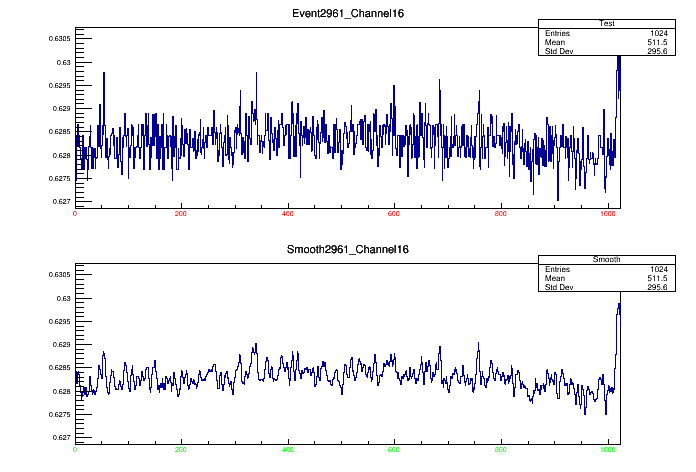 Event2961_Channel16
Test
Entries 1024
Mean 511.5
Std Dev 295.6
0.6305
0.63
0.6295
0.629
0.6285
0.628
0.6275
0.627
0 200 400 600 800 1000
Smooth2961_Channel16
Smooth
Entries 1024
Mean 511.5
Std Dev 295.6
0.6305
0.63
0.6295
0.629
0.6285
0.628
0.6275
0.627
0 200 400 600 800 1000